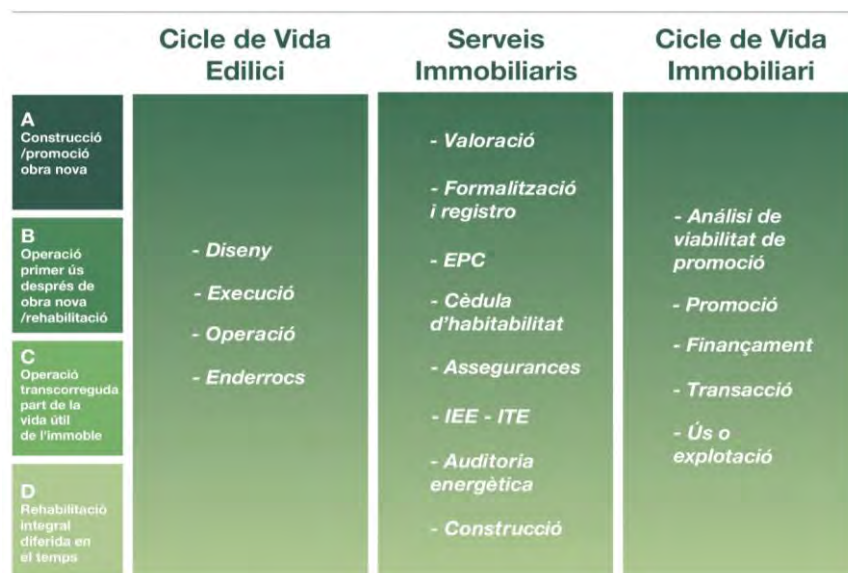 Cicle de Vida
Edilici
Serveis
Immobiliaris
Cicle de Vida
Immobiliari
A
Construcció
/promoció
obra nova
B
Operació
primer ús
després de
obra nova
/rehabilitació
C
Operació
transcorreguda
part de la
vida útil
de l'immoble
D
Rehabilitació
integral
diferida en
el temps
- Diseny
- Execució
- Operació
- Enderrocs
- Valoració
- Formalització
i registro
- EPC
- Cèdula
d'habitabilitat
- Assegurances
- IEE - ITE
- Auditoria
energètica
- Construcció
- Análisi de
viabilitat de
promoció
- Promoció
- Finançament
- Transacció
- Ús o
explotació